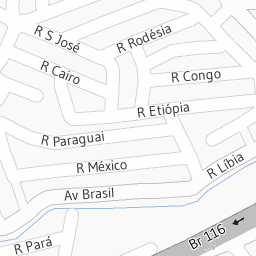 R S José
R Rodésia
R Cairo
R Congo
R Etiópia
R Paraguai
R México
R Líbia
Av Brasil
Br 116
R Pará